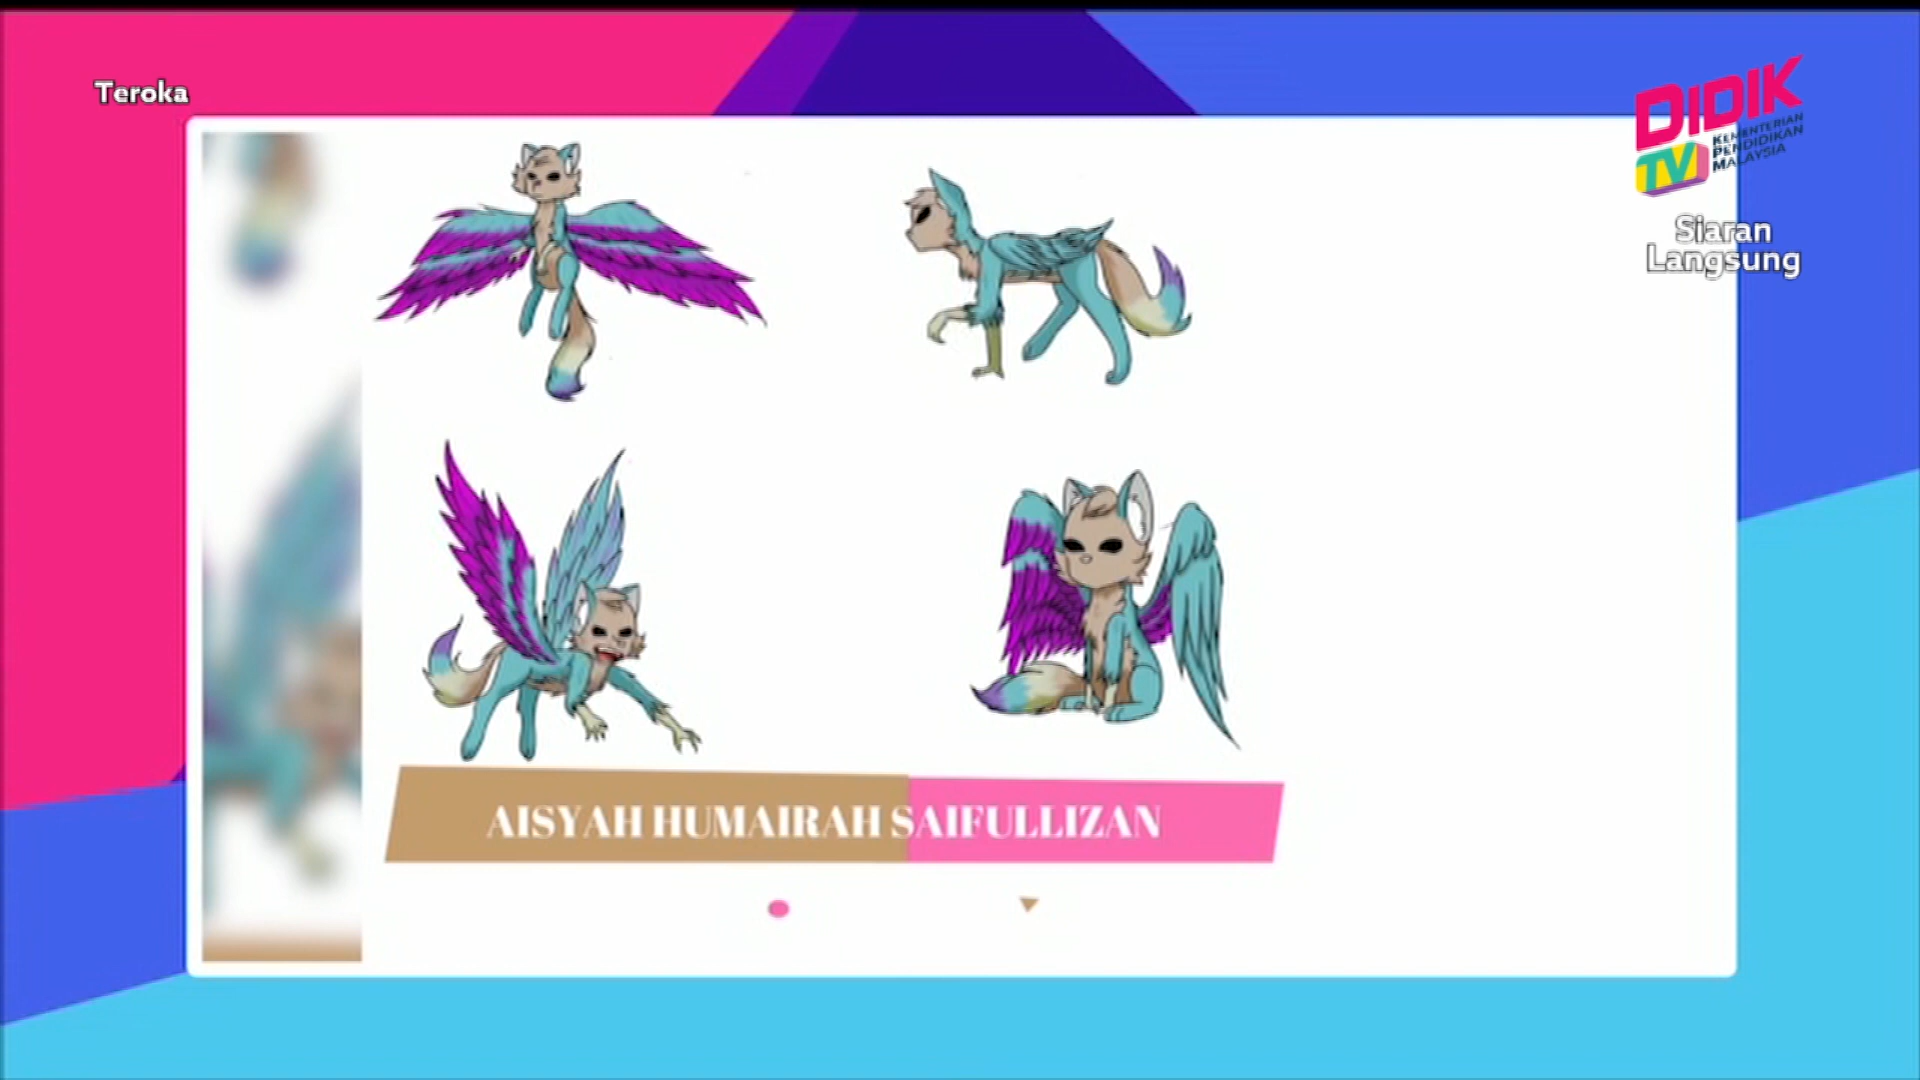 Teroka
DIDIK
TV
KEMENTERIAN
PENDIDIKAN
MALAYSIA
Siaran
Langsung
AISYAH HUMAIRAH SAIFULLIZAN